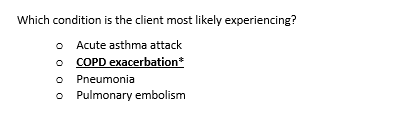 Which condition is the client most likely experiencing?
o Acute asthma attack
o COPD exacerbation*
o Pneumonia
o Pulmonary embolism